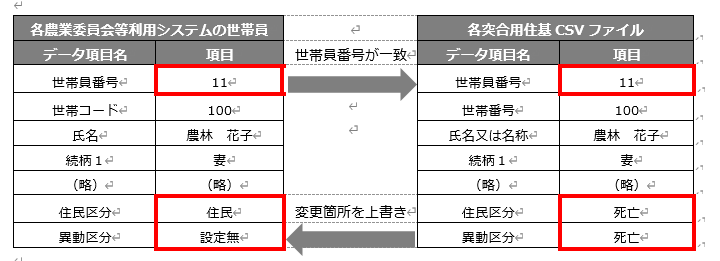 各農業委員会等利用システムの世帯員
データ項目名 項目
世帯員番号 11
世帯コード 100
氏名 農林　花子
続柄１ 妻
（略） （略）
住民区分 住民
異動区分 設定無
世帯員番号が一致
変更箇所を上書き
各突合用住基 CSV ファイル
データ項目名 項目
世帯員番号 11
世帯番号 100
氏名又は名称 農林　花子
続柄１ 妻
（略） （略）
住民区分 死亡
異動区分 死亡